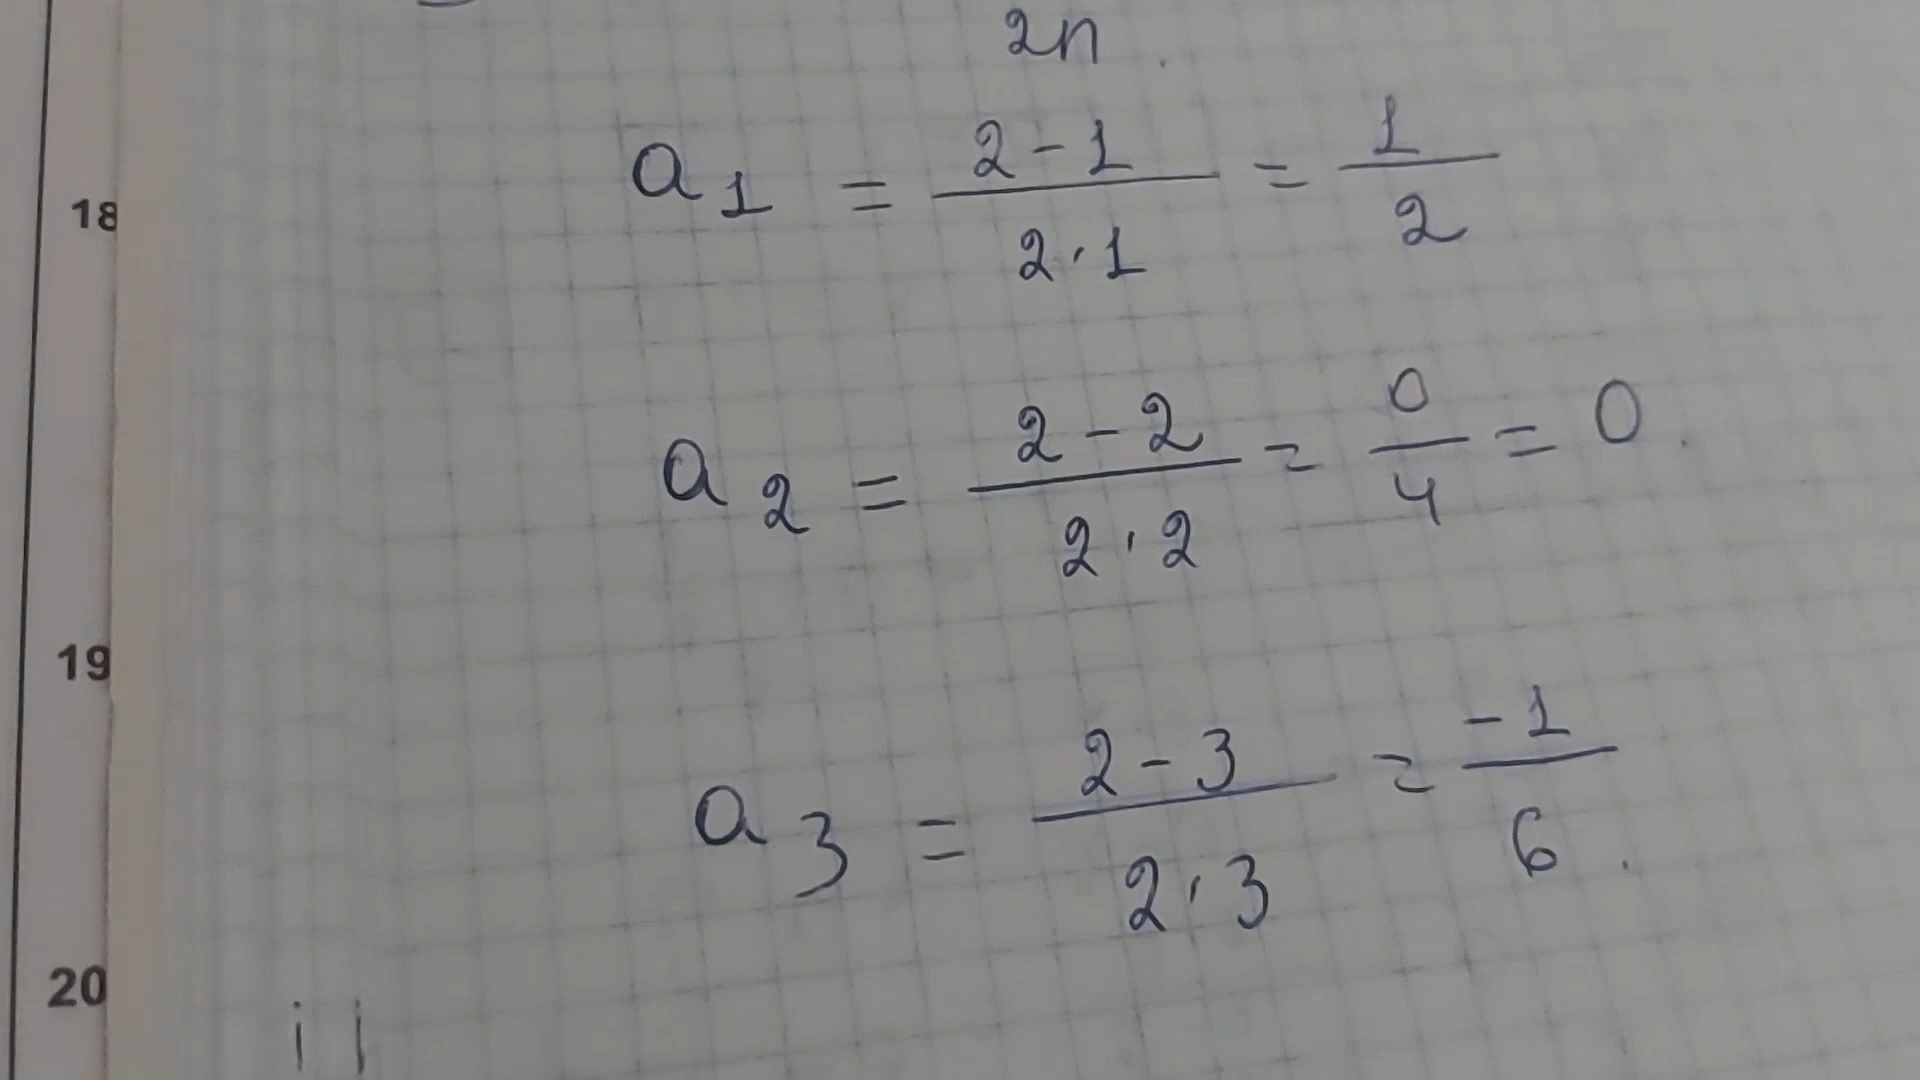 2n.
a1 = (2-1)/(2·1) = 1/2
18
a2 = (2-2)/(2·2) = 0/4 = 0.
19
a3 = (2-3)/(2·3) = -1/6.
20